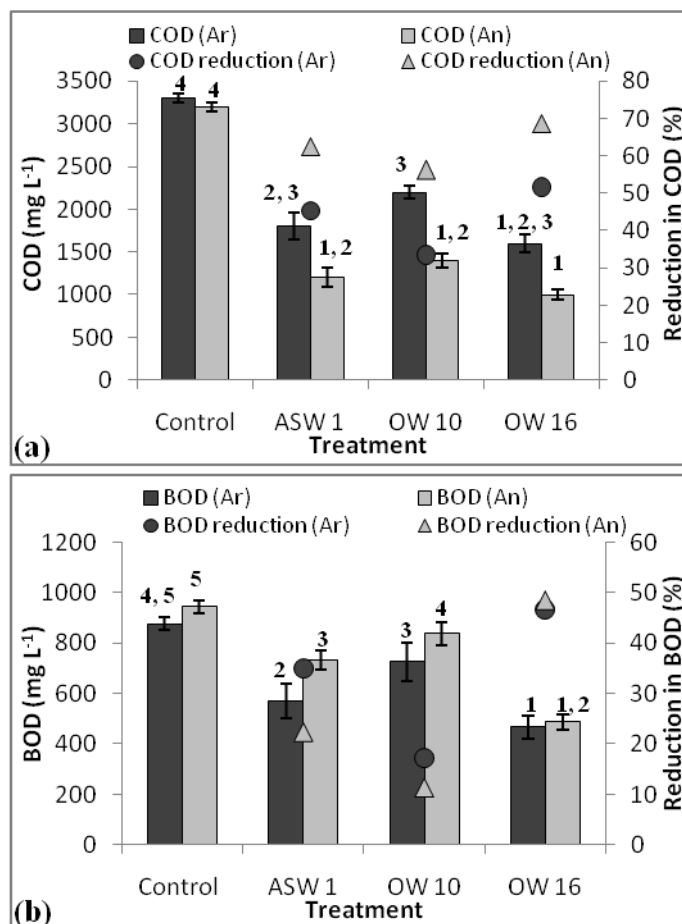 COD (Ar) COD (An)
COD reduction (Ar) COD reduction (An)
3500 80
3000 70
2500 60
2000 50
1500 40
1000 30
500 20
0 10
0
COD (mg L-1)
Reduction in COD (%)
4 4
2, 3 1, 2
3 1, 2
1, 2, 3 1
Control ASW 1 OW 10 OW 16
Treatment
(a)
BOD (Ar) BOD (An)
BOD reduction (Ar) BOD reduction (An)
1200 60
1000 50
800 40
600 30
400 20
200 10
0 0
BOD (mg L-1)
Reduction in BOD (%)
4, 5 5
2 3
3 4
1 1, 2
Control ASW 1 OW 10 OW 16
Treatment
(b)